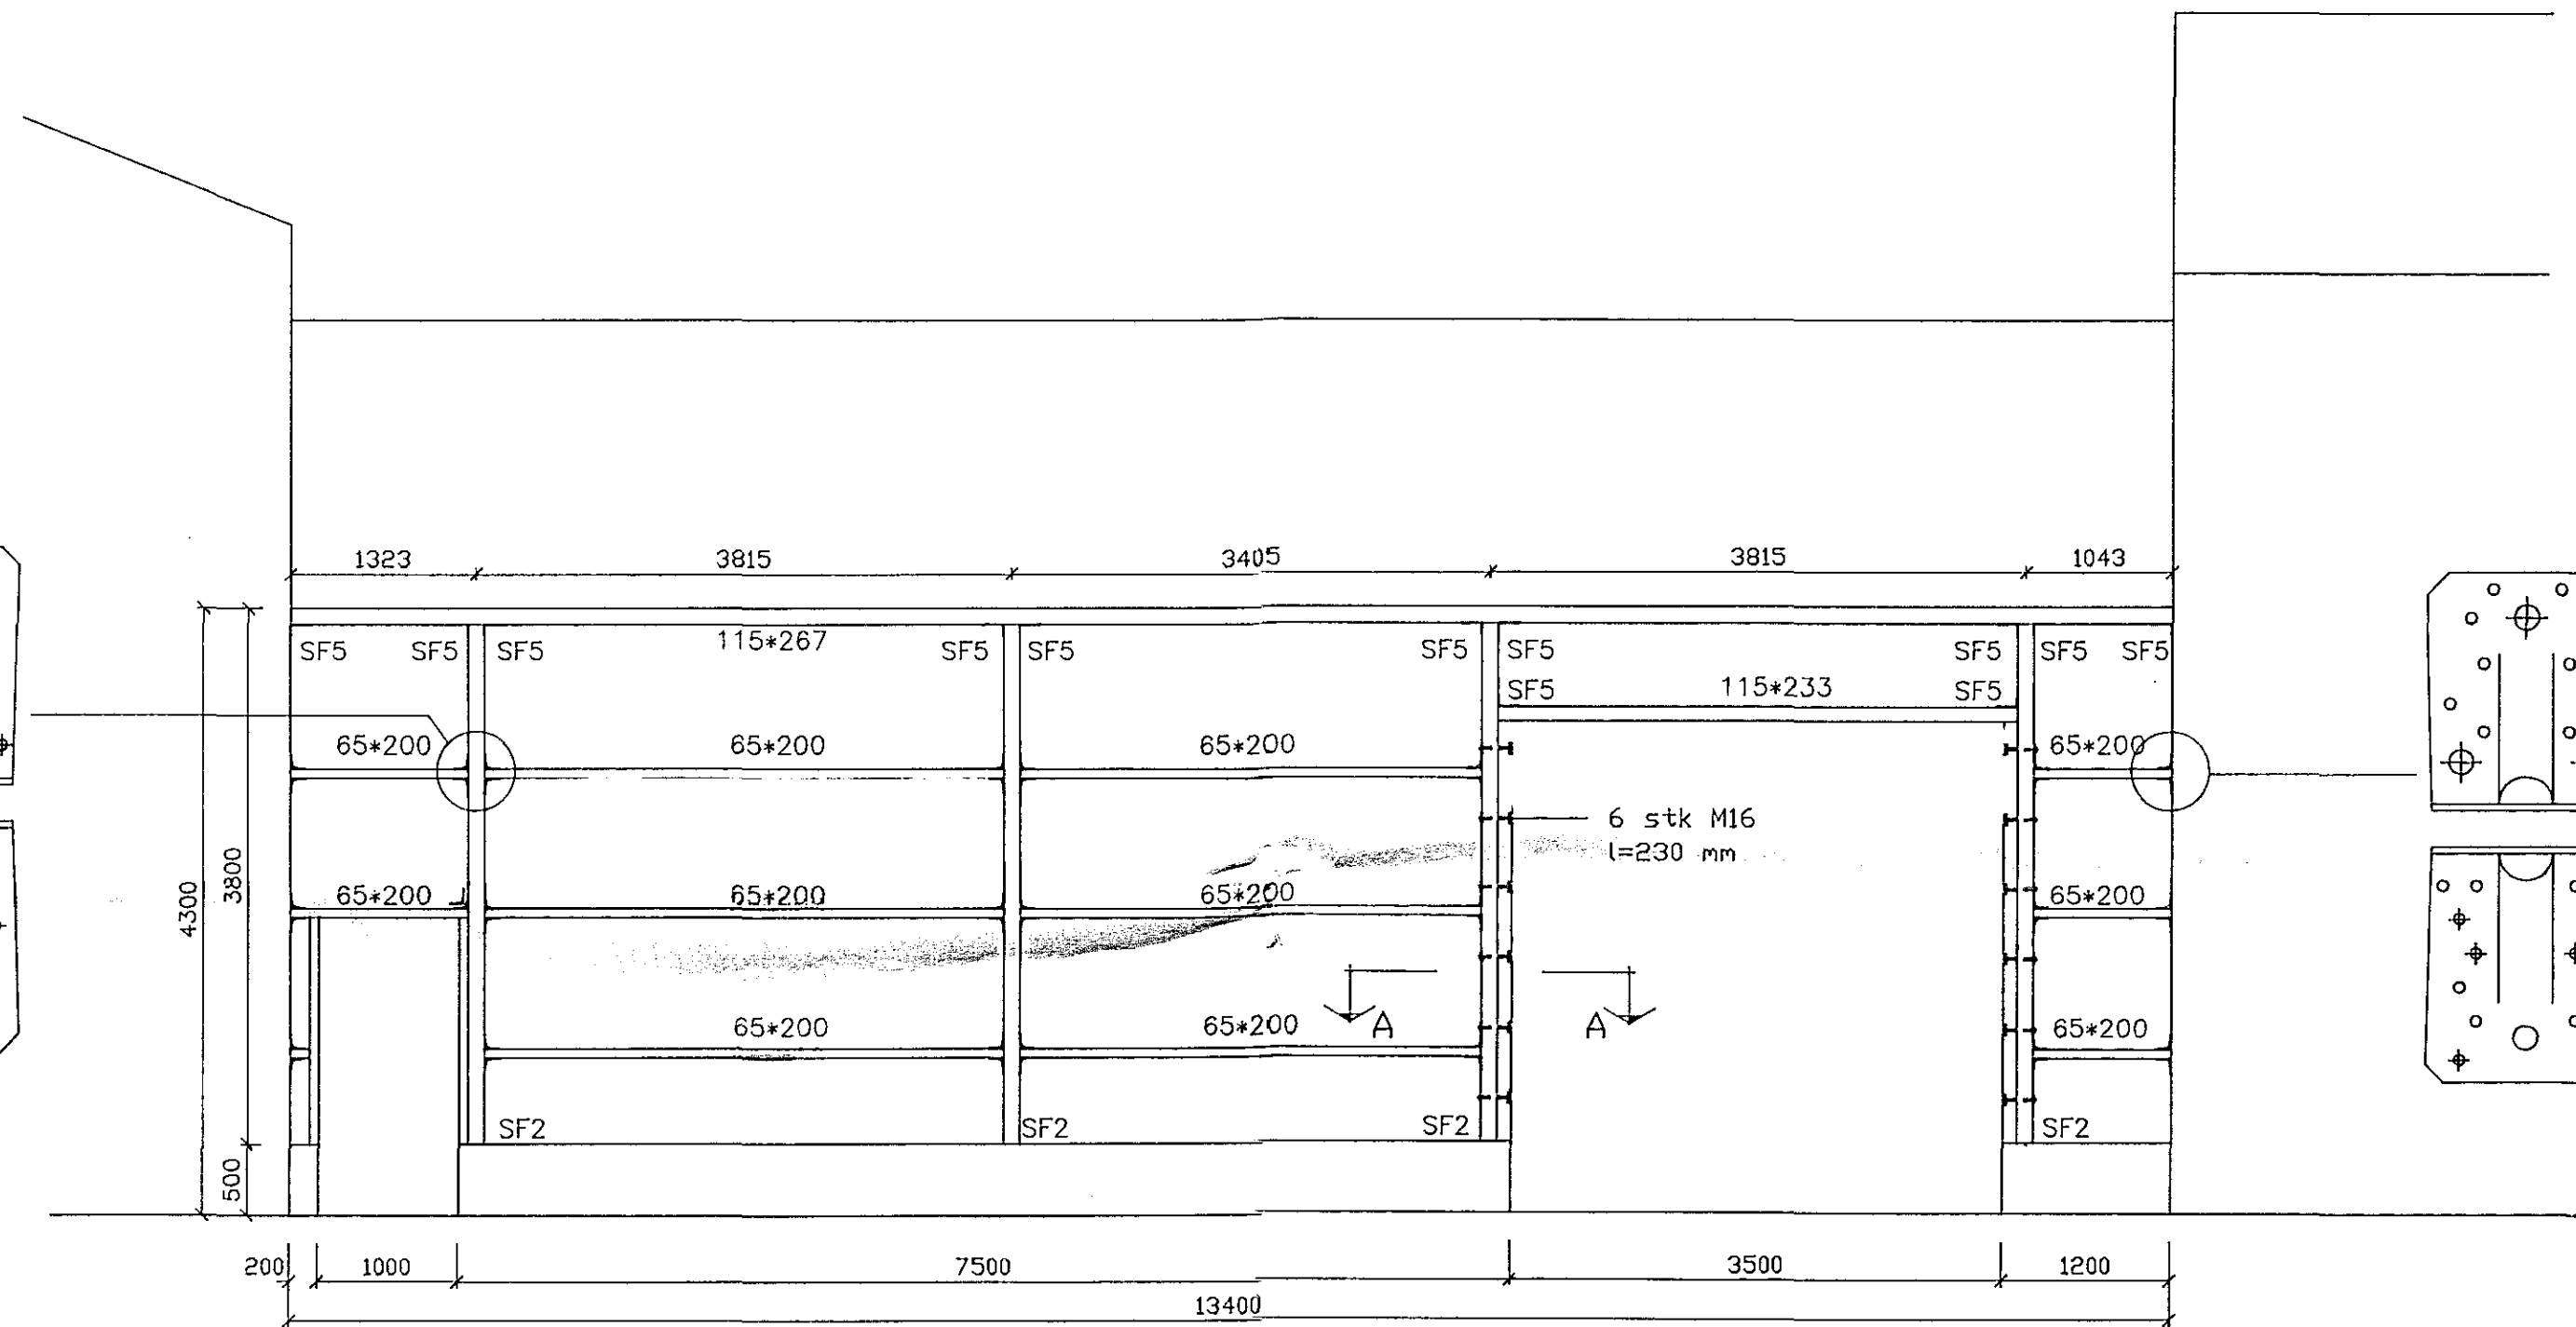 1323 3815 3405 3815 1043
115*267
SF5 SF5 SF5 SF5 SF5 SF5 SF5 SF5 SF5 SF5
SF5 115*233 SF5
65*200 65*200 65*200 65*200
6 stk M16
l=230 mm
4300 3800
65*200 65*200 65*200 65*200
65*200 65*200 A A 65*200
SF2 SF2 SF2 SF2
500
200 1000 7500 3500 1200
13400